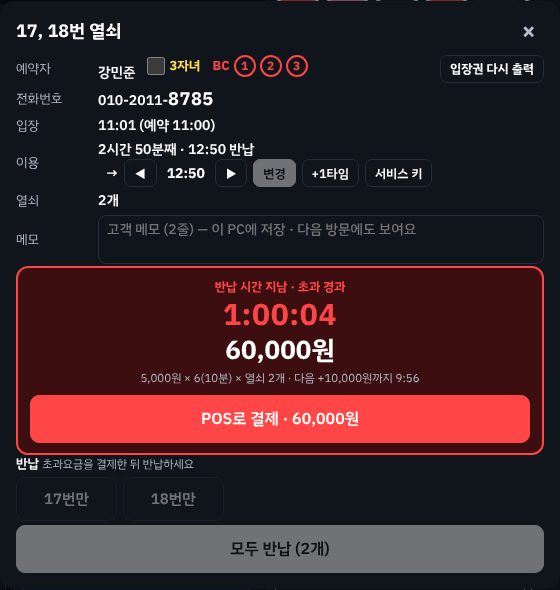 17, 18번 열쇠 ×
예약자 강민준 3자녀 BC 1 2 3 입장권 다시 출력
전화번호 010-2011-8785
입장 11:01 (예약 11:00)
이용 2시간 50분째 · 12:50 반납
→ ◀ 12:50 ▶ 변경 +1타임 서비스 키
열쇠 2개
메모 고객 메모 (2줄) — 이 PC에 저장 · 다음 방문에도 보여요
반납 시간 지남 · 초과 경과
1:00:04
60,000원
5,000원 × 6(10분) × 열쇠 2개 · 다음 +10,000원까지 9:56
POS로 결제 · 60,000원
반납 초과요금을 결제한 뒤 반납하세요
17번만 18번만
모두 반납 (2개)